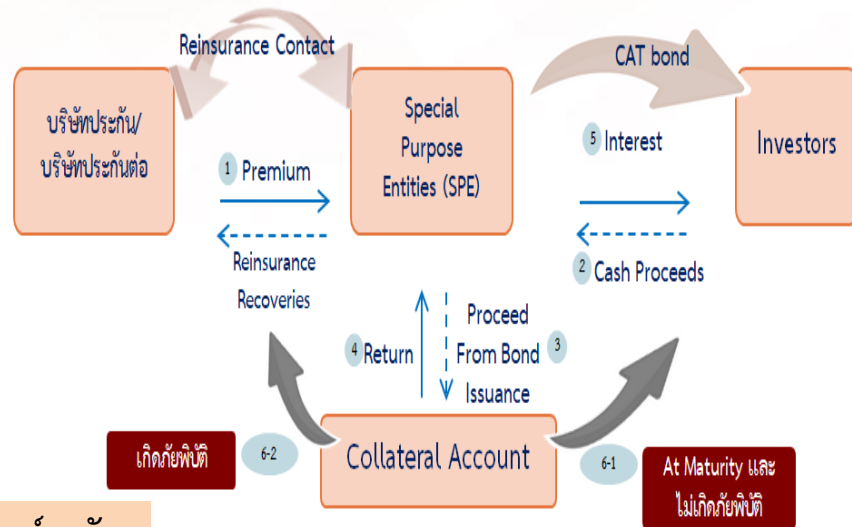 Reinsurance Contact
CAT bond
บริษัทประกัน/
บริษัทประกันต่อ
Special
Purpose
Entities (SPE)
Investors
1 Premium
5 Interest
Reinsurance
Recoveries
2 Cash Proceeds
4 Return
Proceed
From Bond 3
Issuance
เกิดภัยพิบัติ
6-2
Collateral Account
6-1
At Maturity และ
ไม่เกิดภัยพิบัติ